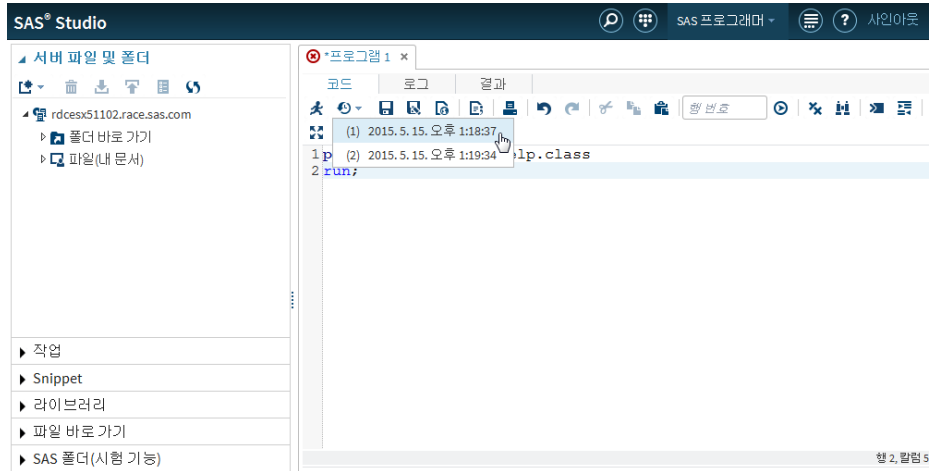 SAS® Studio
SAS 프로그래머
사인아웃
서버 파일 및 폴더
rdcesx51102.race.sas.com
폴더 바로 가기
파일(내 문서)
작업
Snippet
라이브러리
파일 바로 가기
SAS 폴더(시험 기능)
*프로그램 1
코드 로그 결과
행 번호
(1) 2015. 5. 15. 오후 1:18:37
(2) 2015. 5. 15. 오후 1:19:34
1 p lp.class
2 run;
행 2, 칼럼 5